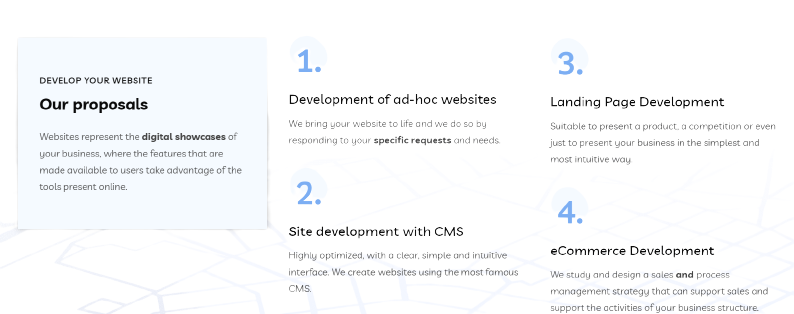 DEVELOP YOUR WEBSITE
Our proposals
Websites represent the digital showcases of
your business, where the features that are
made available to users take advantage of the
tools present online.
1.
Development of ad-hoc websites
We bring your website to life and we do so by
responding to your specific requests and needs.
2.
Site development with CMS
Highly optimized, with a clear, simple and intuitive
interface. We create websites using the most famous
CMS.
3.
Landing Page Development
Suitable to present a product, a competition or even
just to present your business in the simplest and
most intuitive way.
4.
eCommerce Development
We study and design a sales and process
management strategy that can support sales and
support the activities of your business structure.